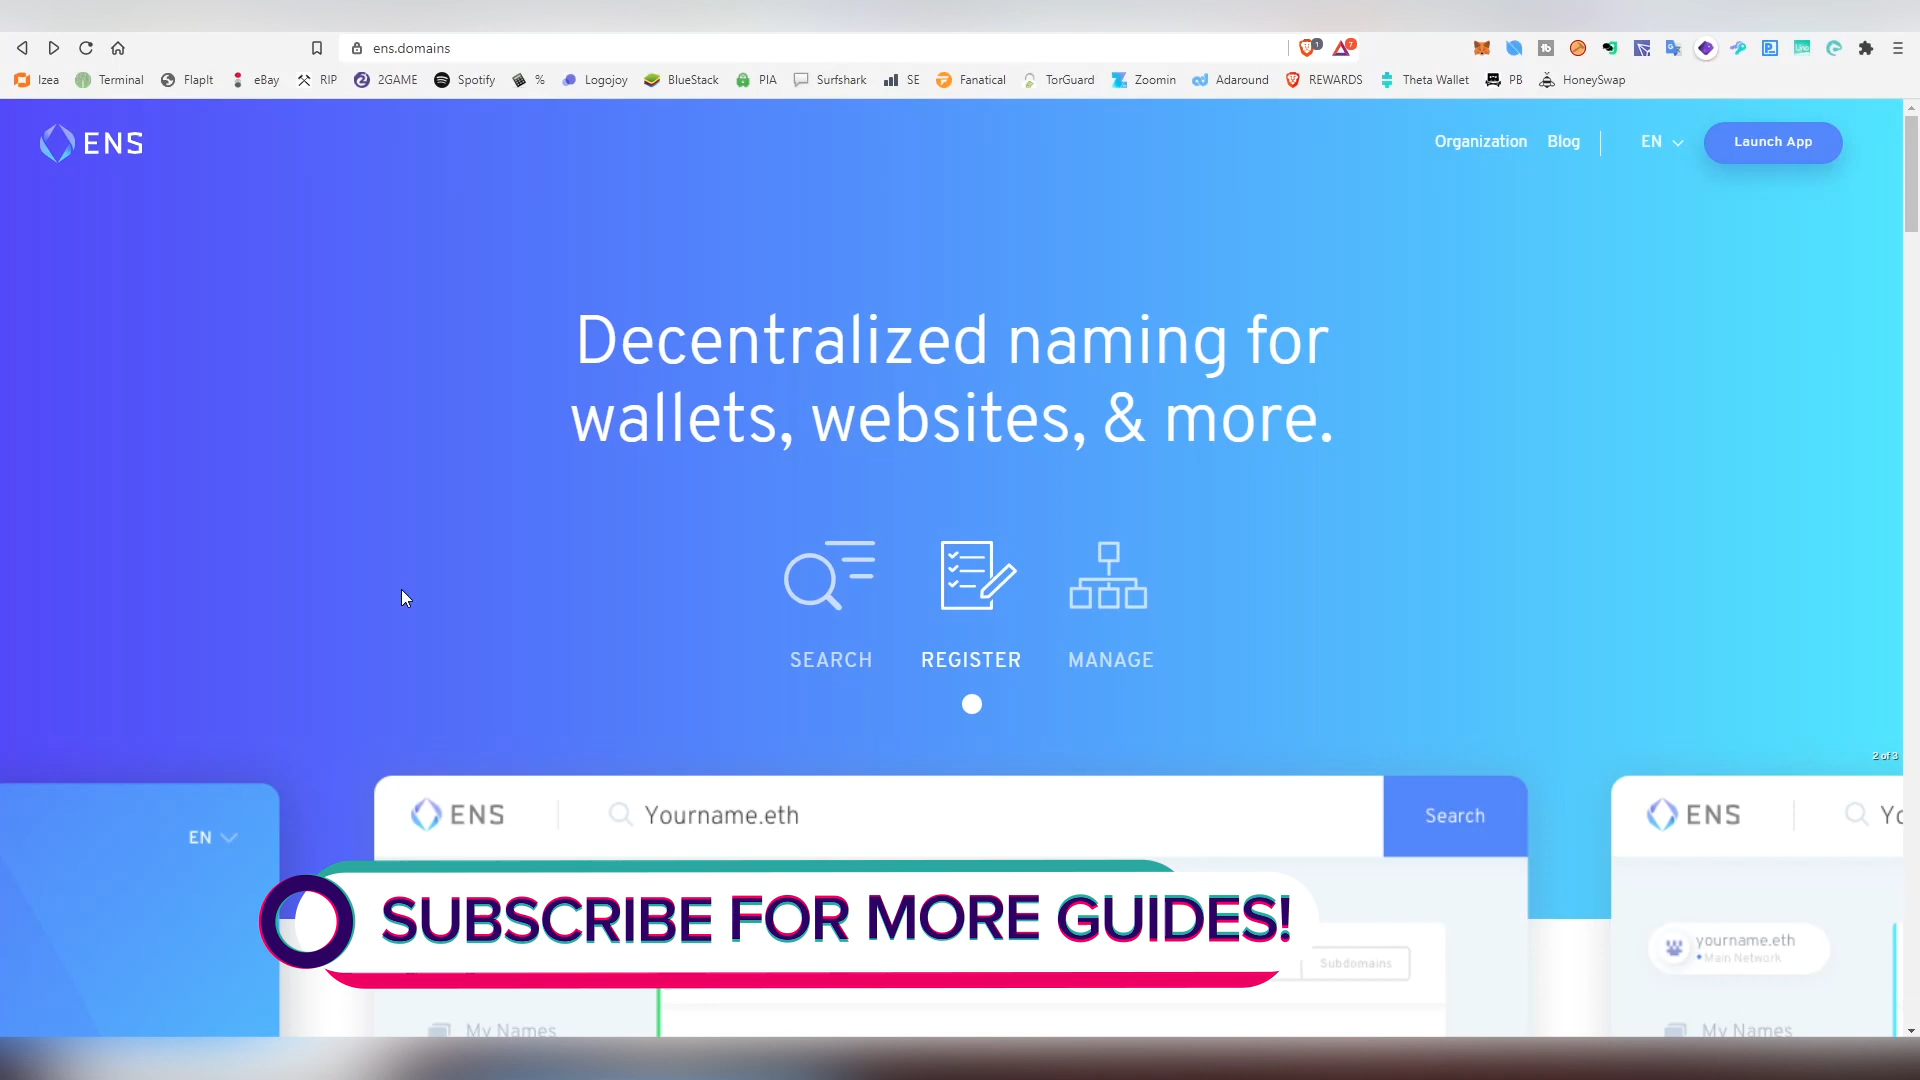 ens.domains
1
7
Izea
Terminal
FlapIt
eBay
RIP
2GAME
Spotify
%
Logojoy
BlueStack
PIA
Surfshark
SE
Fanatical
TorGuard
Zoomin
Adaround
REWARDS
Theta Wallet
PB
HoneySwap
ENS
Organization
Blog
EN
Launch App
Decentralized naming for
wallets, websites, & more.
SEARCH
REGISTER
MANAGE
2 of 3
EN
ENS
Yourname.eth
Search
ENS
Yo
SUBSCRIBE FOR MORE GUIDES!
Subdomains
yourname.eth
Main Network
My Names
My Names